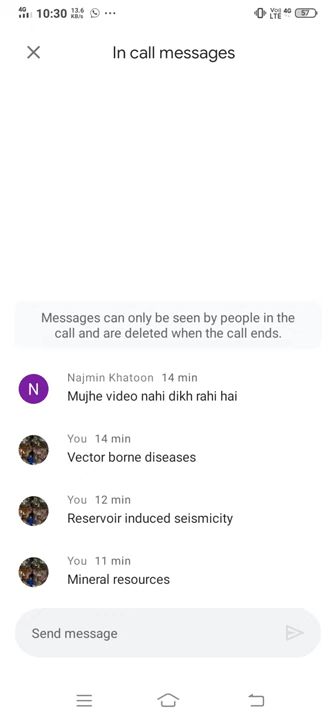 4G 10:30 13.6 KB/s ... Vo) LTE 4G 57
In call messages
Messages can only be seen by people in the
call and are deleted when the call ends.
N
Najmin Khatoon 14 min
Mujhe video nahi dikh rahi hai
You 14 min
Vector borne diseases
You 12 min
Reservoir induced seismicity
You 11 min
Mineral resources
Send message